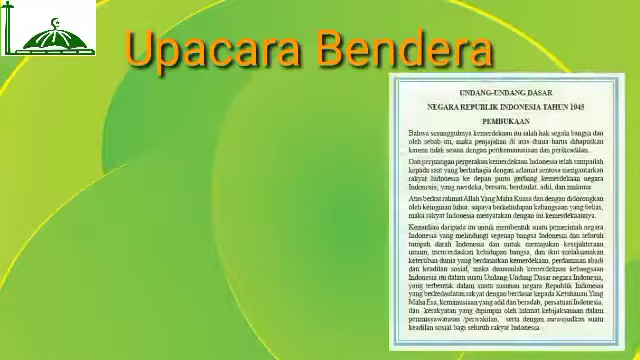 Upacara Bendera
UNDANG-UNDANG DASAR
NEGARA REPUBLIK INDONESIA TAHUN 1945
PEMBUKAAN
Bahwa sesungguhnya kemerdekaan itu ialah hak segala bangsa dan
oleh sebab itu, maka penjajahan di atas dunia harus dihapuskan
karena tidak sesuai dengan perikemanusiaan dan perikeadilan.
Dan perjuangan pergerakan kemerdekaan Indonesia telah sampailah
kepada saat yang berbahagia dengan selamat sentosa mengantarkan
rakyat Indonesia ke depan pintu gerbang kemerdekaan negara
Indonesia, yang merdeka, bersatu, berdaulat, adil, dan makmur.
Atas berkat rahmat Allah Yang Maha Kuasa dan dengan didorongkan
oleh keinginan luhur, supaya berkehidupan kebangsaan yang bebas,
maka rakyat Indonesia menyatakan dengan ini kemerdekaannya.
Kemudian daripada itu untuk membentuk suatu pemerintah negara
Indonesia yang melindungi segenap bangsa Indonesia dan seluruh
tumpah darah Indonesia dan untuk memajukan kesejahteraan
umum, mencerdaskan kehidupan bangsa, dan ikut melaksanakan
ketertiban dunia yang berdasarkan kemerdekaan, perdamaian abadi
dan keadilan sosial, maka disusunlah kemerdekaan kebangsaan
Indonesia itu dalam suatu Undang-Undang Dasar negara Indonesia,
yang terbentuk dalam suatu susunan negara Republik Indonesia
yang berkedaulatan rakyat dengan berdasar kepada Ketuhanan Yang
Maha Esa, kemanusiaan yang adil dan beradab, persatuan Indonesia,
dan kerakyatan yang dipimpin oleh hikmat kebijaksanaan dalam
permusyawaratan /perwakilan, serta dengan mewujudkan suatu
keadilan sosial bagi seluruh rakyat Indonesia.